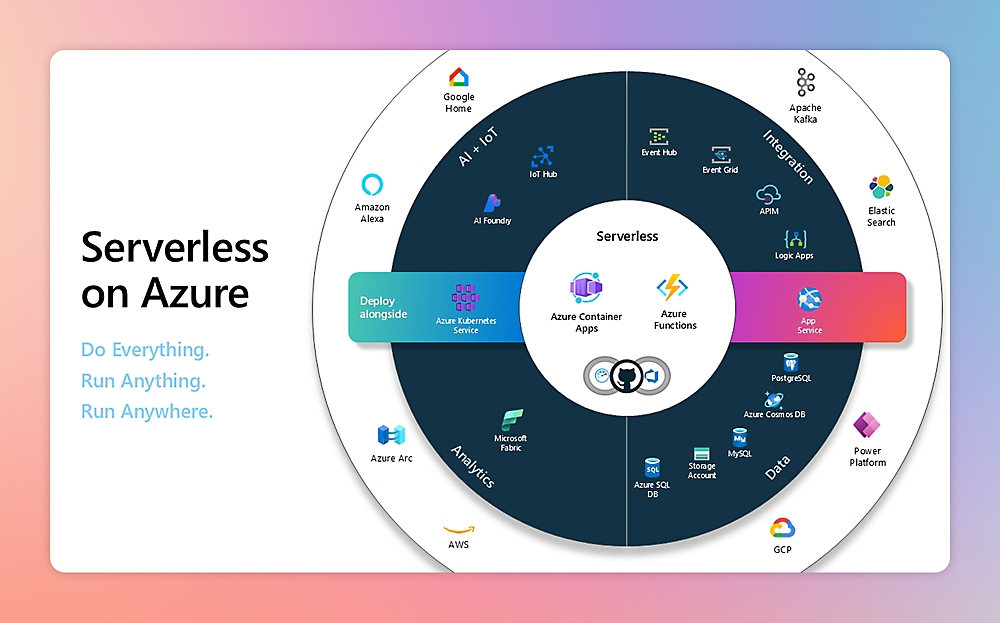 Serverless
on Azure
Do Everything.
Run Anything.
Run Anywhere.
Google
Home
Amazon
Alexa
Azure Arc
AWS
Apache
Kafka
Elastic
Search
Power
Platform
GCP
AI + IoT
IoT Hub
AI Foundry
Integration
Event Hub
Event Grid
APIM
Logic Apps
Deploy
alongside
Azure Kubernetes
Service
Serverless
Azure Container
Apps
Azure
Functions
App
Service
Analytics
Microsoft
Fabric
Data
PostgreSQL
Azure Cosmos DB
My
MySQL
Storage
Account
SQL
Azure SQL
DB